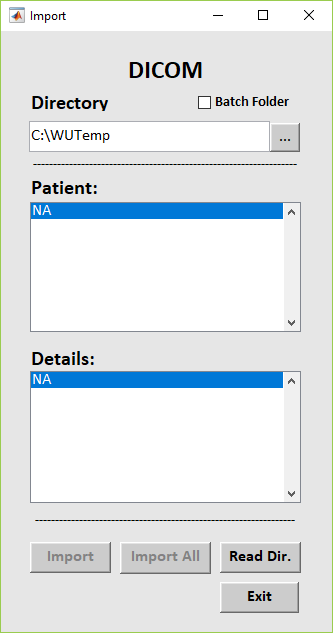 Import
DICOM
Directory
Batch Folder
C:\WUTemp
...
Patient:
NA
Details:
NA
Import
Import All
Read Dir.
Exit